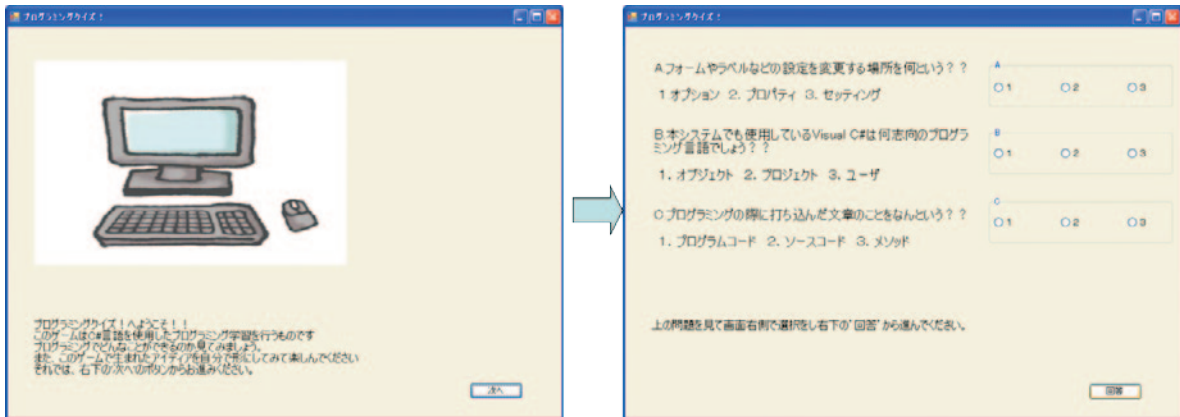 プログラミングクイズ!
プログラミングクイズ!へようこそ!!
このゲームはC#言語を使用したプログラミング学習を行うものです
プログラミングでどんなことができるのか見てみましょう。
また、このゲームで生まれたアイディアを自分で形にしてみて楽しんでください
それでは、右下の'次へ'のボタンからお進みください。
次へ
プログラミングクイズ!
A.フォームやラベルなどの設定を変更する場所を何という??
1.オプション 2. プロパティ 3. セッティング
A
1 2 3
B.本システムでも使用しているVisual C#は何志向のプログラ
ミング言語でしょう??
1. オブジェクト 2. プロジェクト 3. ユーザ
B
1 2 3
C.プログラミングの際に打ち込んだ文章のことをなんという??
1. プログラムコード 2. ソースコード 3. メソッド
C
1 2 3
上の問題を見て画面右側で選択をし右下の"回答"から進んでください。
回答